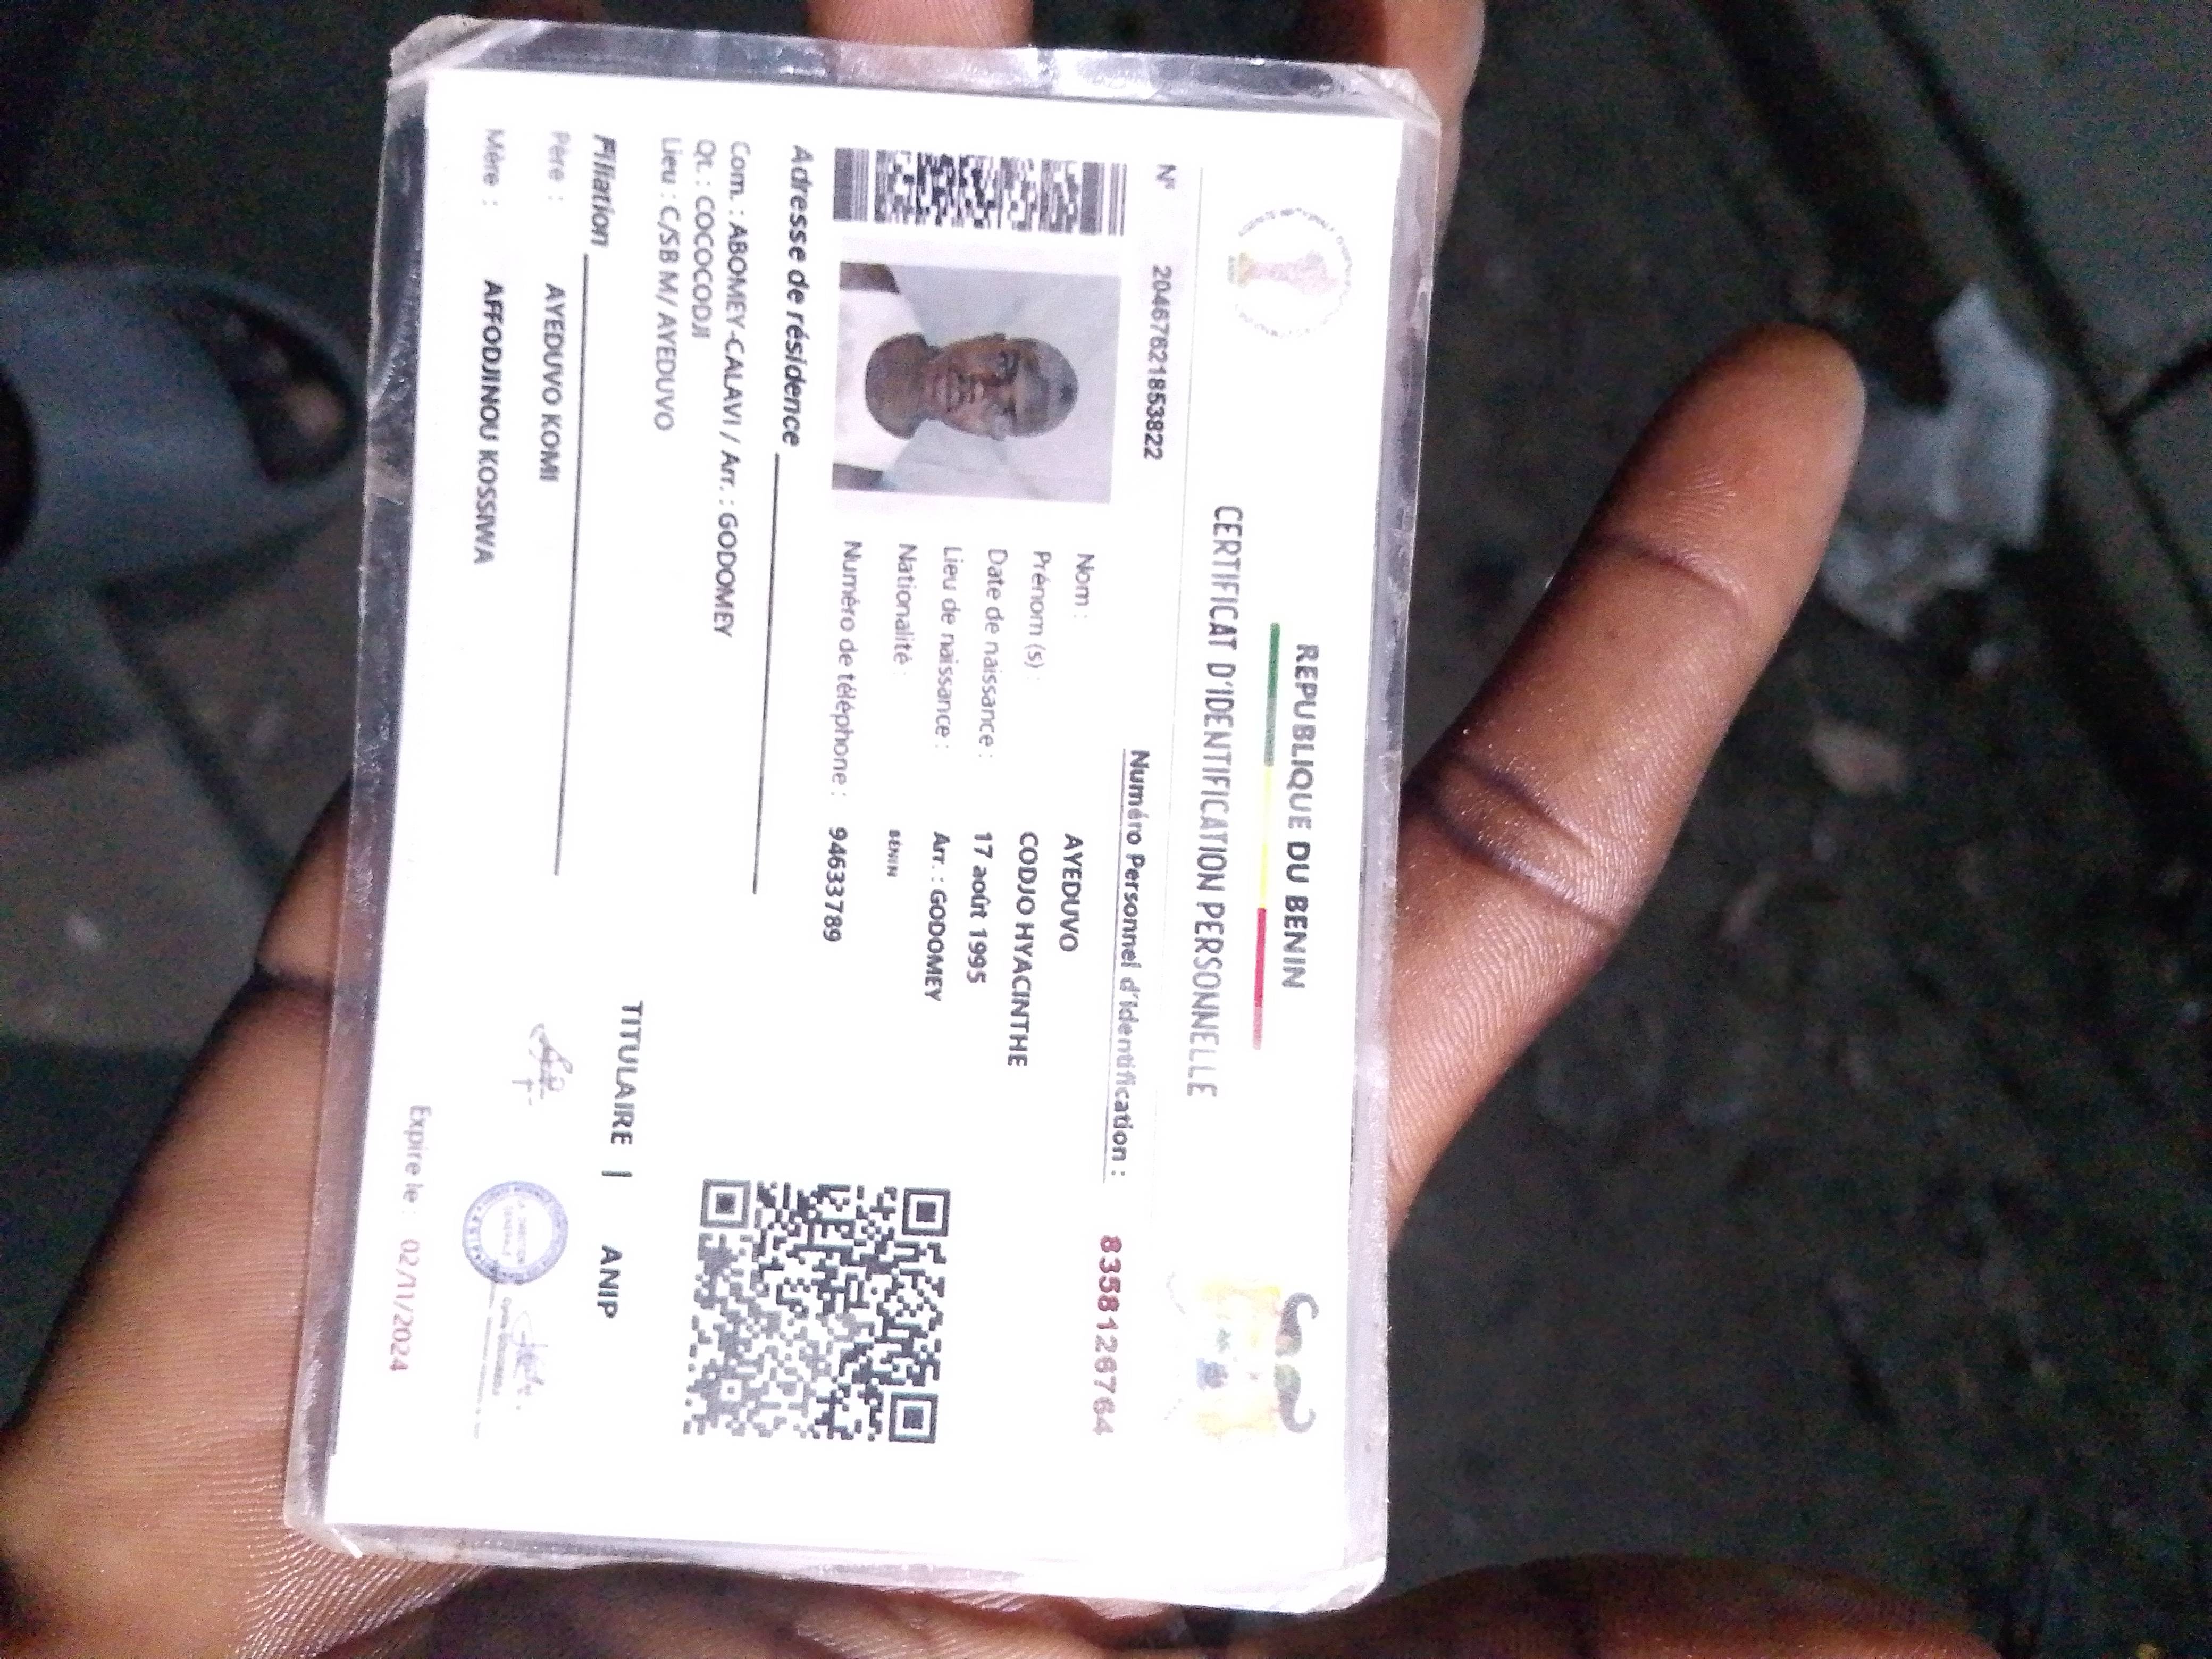 REPUBLIQUE DU BENIN
CERTIFICAT D'IDENTIFICATION PERSONNELLE
N° 20467621853822
Numéro Personnel d'Identification : 8358126764
Nom : AYEDUVO
Prénom (s) : CODJO HYACINTHE
Date de naissance : 17 août 1995
Lieu de naissance : Arr. : GODOMEY
Nationalité : BENIN
Numéro de téléphone : 94633789
Adresse de résidence
Com. : ABOMEY-CALAVI / Arr. : GODOMEY
Qt. : COCOCODJI
Lieu : C/SB M/ AYEDUVO
Filiation
Père : AYEDUVO KOMI
Mère : AFFODJINOU KOSSIWA
TITULAIRE | ANIP
Expire le : 02/11/2024